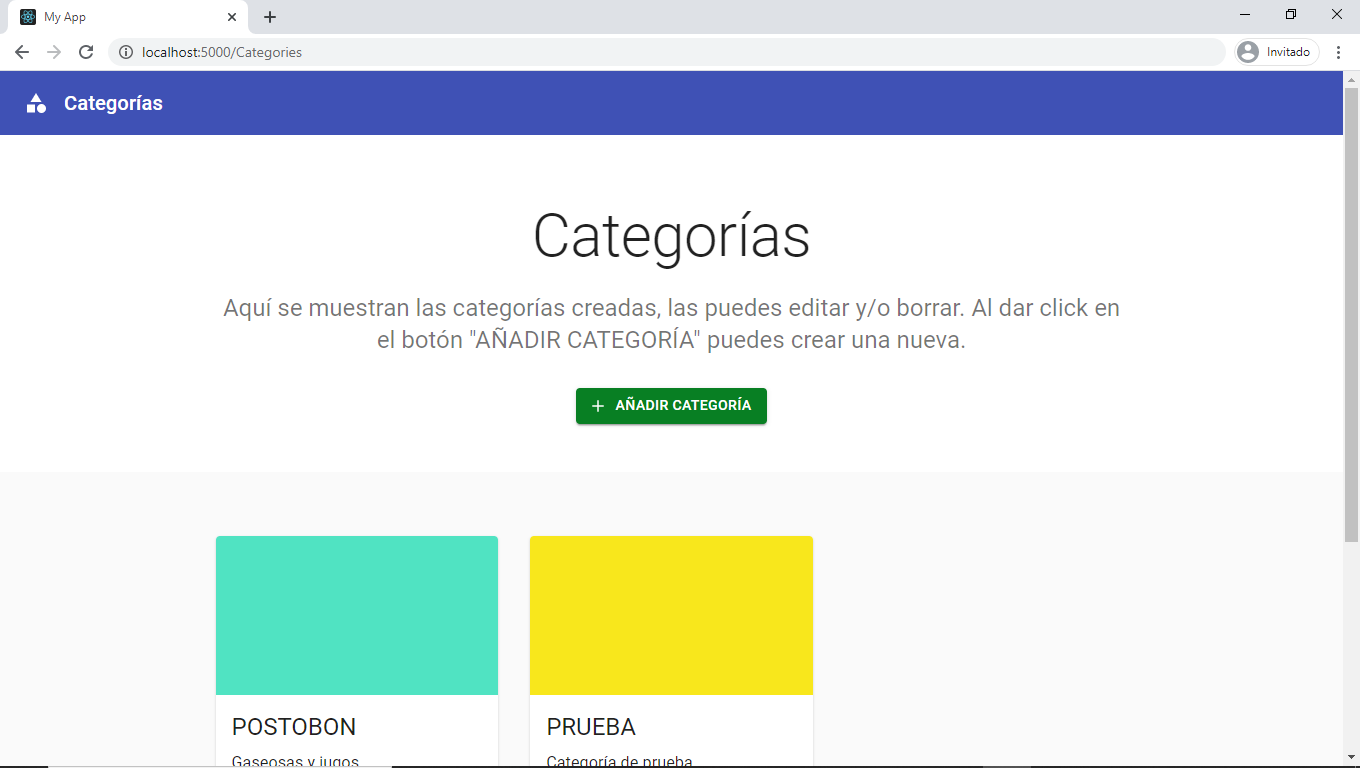 My App
localhost:5000/Categories
Invitado
Categorías
Categorías
Aquí se muestran las categorías creadas, las puedes editar y/o borrar. Al dar click en
el botón "AÑADIR CATEGORÍA" puedes crear una nueva.
AÑADIR CATEGORÍA
POSTOBON
PRUEBA
Gaseosas y jugos
Categoría de prueba